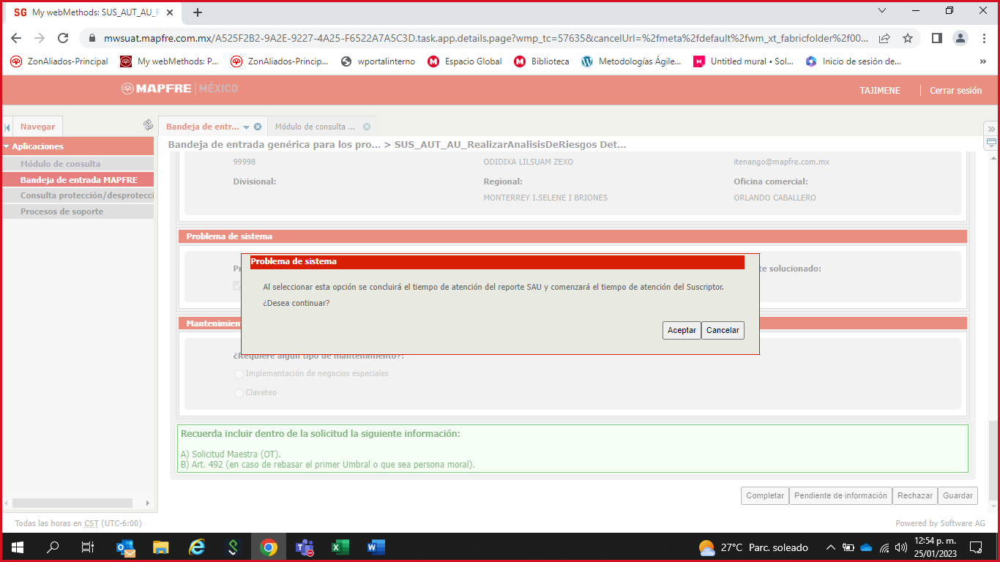 SG My webMethods: SUS_AUT_AU_R
mwsuat.mapfre.com.mx/A525F2B2-9A2E-9227-4A25-F6522A7A5C3D.task.app.details.page?wmp_tc=57635&cancelUrl=%2fmeta%2fdefault%2fwm_xt_fabricfolder%2f00...
ZonAliados-Principal My webMethods: P... ZonAliados-Princip... wportalinterno Espacio Global Biblioteca Metodologías Ágile... Untitled mural • Sol... Inicio de sesión de...
MAPFRE MÉXICO
TAJIMENE Cerrar sesión
Navegar Bandeja de entr... Módulo de consulta ...
Bandeja de entrada genérica para los pro... > SUS_AUT_AU_RealizarAnalisisDeRiesgos Det...
Aplicaciones
Módulo de consulta
Bandeja de entrada MAPFRE
Consulta protección/desprotecci
Procesos de soporte
99998 ODIDIXA LILSUAM ZEXO itenango@mapfre.com.mx
Divisional: Regional: Oficina comercial:
MONTERREY I.SELENE I BRIONES ORLANDO CABALLERO
Problema de sistema
te solucionado:
Problema de sistema
Al seleccionar esta opción se concluirá el tiempo de atención del reporte SAU y comenzará el tiempo de atención del Suscriptor.
¿Desea continuar?
Aceptar Cancelar
Mantenimien
¿Requiere algún tipo de mantenimiento?:
Implementación de negocios especiales
Claveteo
Recuerda incluir dentro de la solicitud la siguiente información:
A) Solicitud Maestra (OT).
B) Art. 492 (en caso de rebasar el primer Umbral o que sea persona moral).
Completar Pendiente de información Rechazar Guardar
Todas las horas en CST (UTC-6:00) Powered by Software AG
27°C Parc. soleado
12:54 p. m.
25/01/2023